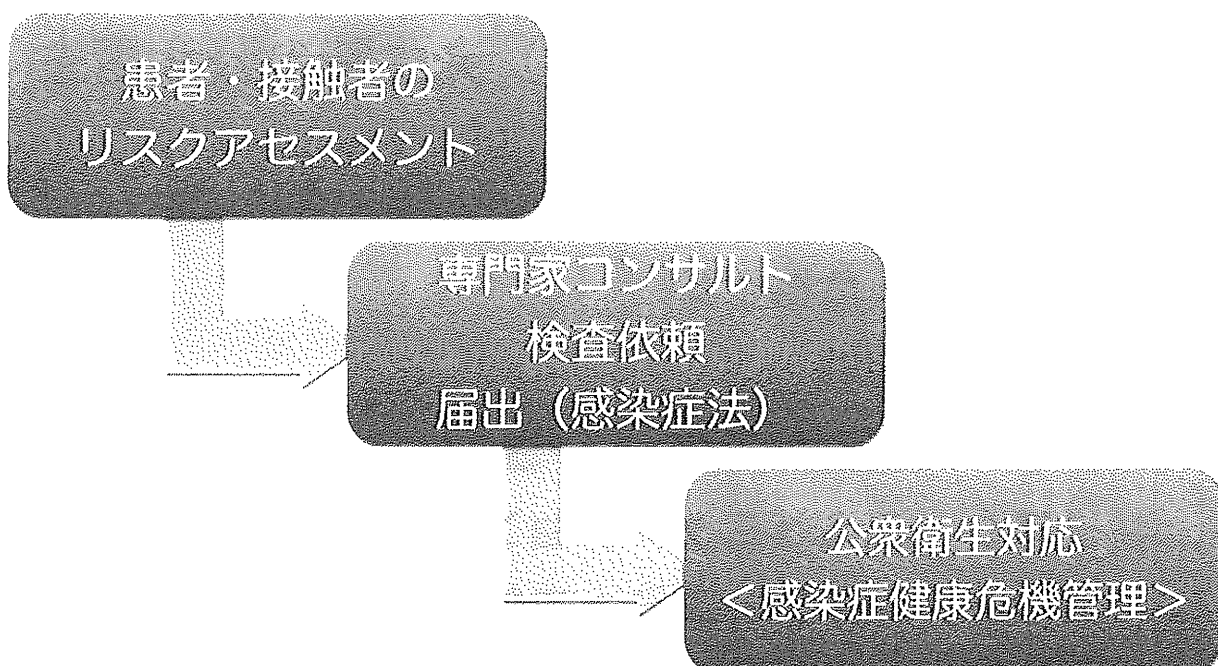 患者・接触者の
リスクアセスメント
専門家コンサルト
検査依頼
届出（感染症法）
公衆衛生対応
＜感染症健康危機管理＞